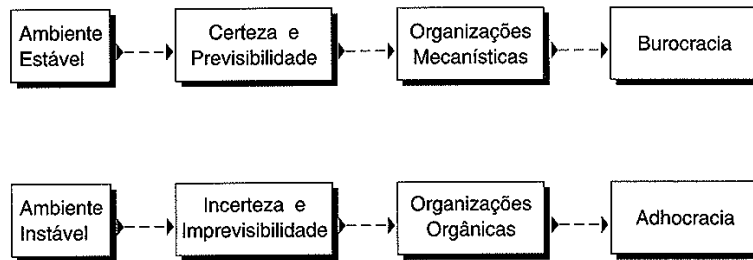 Ambiente
Estável
Certeza e
Previsibilidade
Organizações
Mecanísticas
Burocracia
Ambiente
Instável
Incerteza e
Imprevisibilidade
Organizações
Orgânicas
Adhocracia